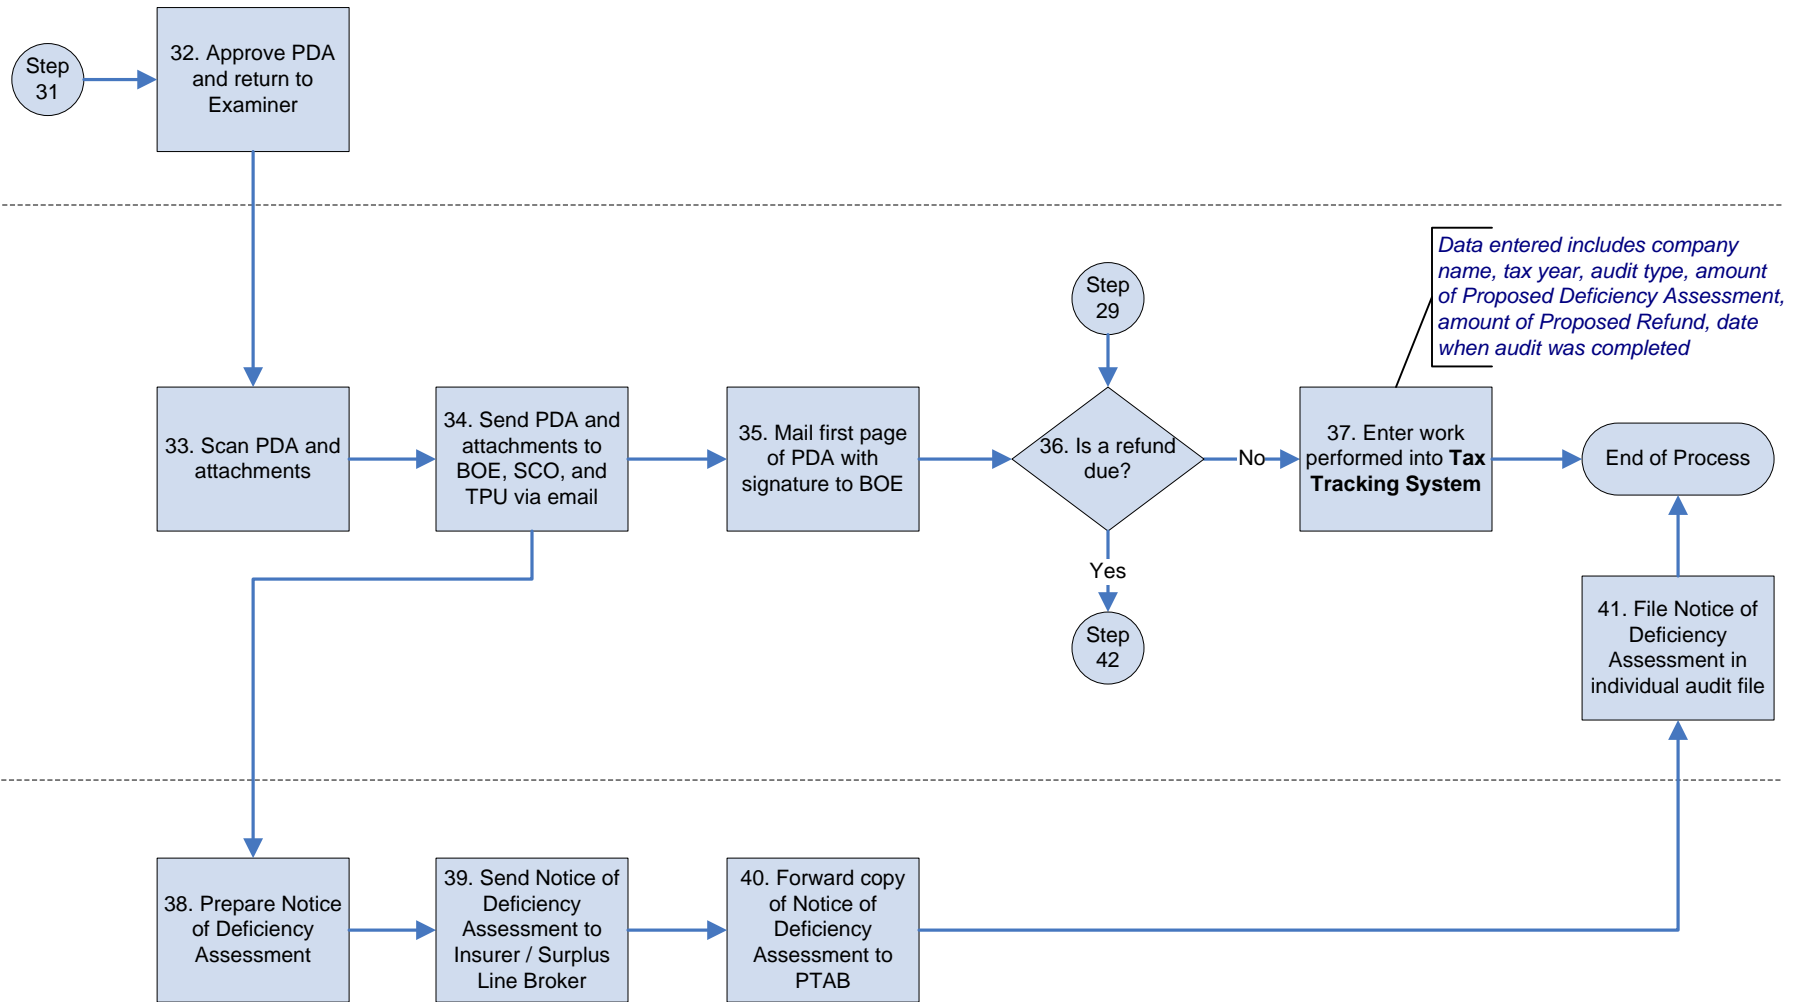 Step
31
32. Approve PDA
and return to
Examiner
Data entered includes company
name, tax year, audit type, amount
of Proposed Deficiency Assessment,
amount of Proposed Refund, date
when audit was completed
Step
29
33. Scan PDA and
attachments
34. Send PDA and
attachments to
BOE, SCO, and
TPU via email
35. Mail first page
of PDA with
signature to BOE
36. Is a refund
due?
No
37. Enter work
performed into Tax
Tracking System
End of Process
Yes
Step
42
41. File Notice of
Deficiency
Assessment in
individual audit file
38. Prepare Notice
of Deficiency
Assessment
39. Send Notice of
Deficiency
Assessment to
Insurer / Surplus
Line Broker
40. Forward copy
of Notice of
Deficiency
Assessment to
PTAB